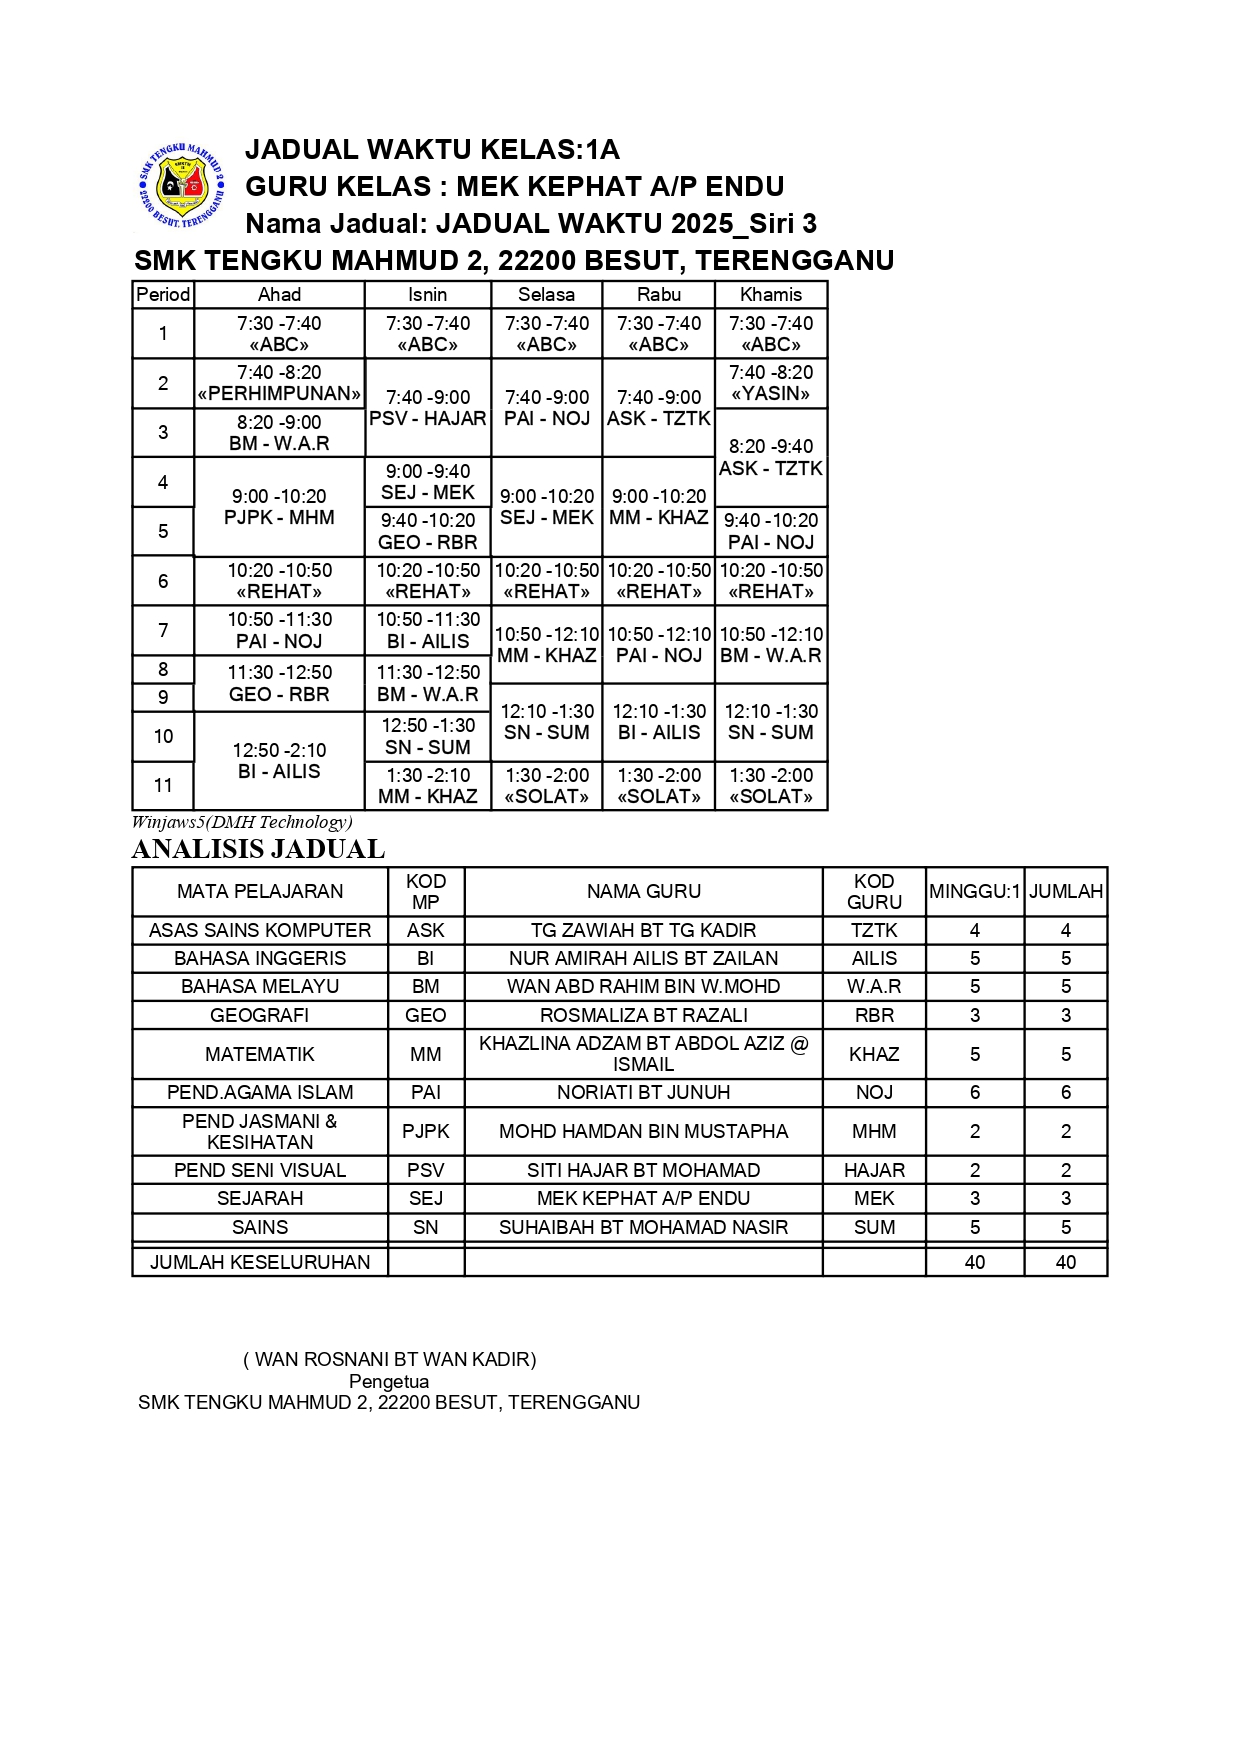 SMK TENGKU MAHMUD 2
22200 BESUT, TERENGGANU
JADUAL WAKTU KELAS:1A
GURU KELAS : MEK KEPHAT A/P ENDU
Nama Jadual: JADUAL WAKTU 2025_Siri 3
SMK TENGKU MAHMUD 2, 22200 BESUT, TERENGGANU
Period Ahad Isnin Selasa Rabu Khamis
1
7:30 -7:40
«ABC»
7:30 -7:40
«ABC»
7:30 -7:40
«ABC»
7:30 -7:40
«ABC»
7:30 -7:40
«ABC»
2
7:40 -8:20
«PERHIMPUNAN»
7:40 -9:00
PSV - HAJAR
7:40 -9:00
PAI - NOJ
7:40 -9:00
ASK - TZTK
7:40 -8:20
«YASIN»
3
8:20 -9:00
BM - W.A.R
8:20 -9:40
ASK - TZTK
4
9:00 -10:20
PJPK - MHM
9:00 -9:40
SEJ - MEK
9:00 -10:20
SEJ - MEK
9:00 -10:20
MM - KHAZ
5
9:40 -10:20
GEO - RBR
9:40 -10:20
PAI - NOJ
6
10:20 -10:50
«REHAT»
10:20 -10:50
«REHAT»
10:20 -10:50
«REHAT»
10:20 -10:50
«REHAT»
10:20 -10:50
«REHAT»
7
10:50 -11:30
PAI - NOJ
10:50 -11:30
BI - AILIS
10:50 -12:10
MM - KHAZ
10:50 -12:10
PAI - NOJ
10:50 -12:10
BM - W.A.R
8
11:30 -12:50
GEO - RBR
11:30 -12:50
BM - W.A.R
9
12:10 -1:30
SN - SUM
12:10 -1:30
BI - AILIS
12:10 -1:30
SN - SUM
10
12:50 -2:10
BI - AILIS
12:50 -1:30
SN - SUM
11
1:30 -2:10
MM - KHAZ
1:30 -2:00
«SOLAT»
1:30 -2:00
«SOLAT»
1:30 -2:00
«SOLAT»
Winjaws5(DMH Technology)
ANALISIS JADUAL
MATA PELAJARAN
KOD
MP
NAMA GURU
KOD
GURU
MINGGU:1
JUMLAH
ASAS SAINS KOMPUTER ASK TG ZAWIAH BT TG KADIR TZTK 4 4
BAHASA INGGERIS BI NUR AMIRAH AILIS BT ZAILAN AILIS 5 5
BAHASA MELAYU BM WAN ABD RAHIM BIN W.MOHD W.A.R 5 5
GEOGRAFI GEO ROSMALIZA BT RAZALI RBR 3 3
MATEMATIK MM
KHAZLINA ADZAM BT ABDOL AZIZ @
ISMAIL
KHAZ 5 5
PEND.AGAMA ISLAM PAI NORIATI BT JUNUH NOJ 6 6
PEND JASMANI &
KESIHATAN
PJPK MOHD HAMDAN BIN MUSTAPHA MHM 2 2
PEND SENI VISUAL PSV SITI HAJAR BT MOHAMAD HAJAR 2 2
SEJARAH SEJ MEK KEPHAT A/P ENDU MEK 3 3
SAINS SN SUHAIBAH BT MOHAMAD NASIR SUM 5 5
JUMLAH KESELURUHAN 40 40
( WAN ROSNANI BT WAN KADIR)
Pengetua
SMK TENGKU MAHMUD 2, 22200 BESUT, TERENGGANU